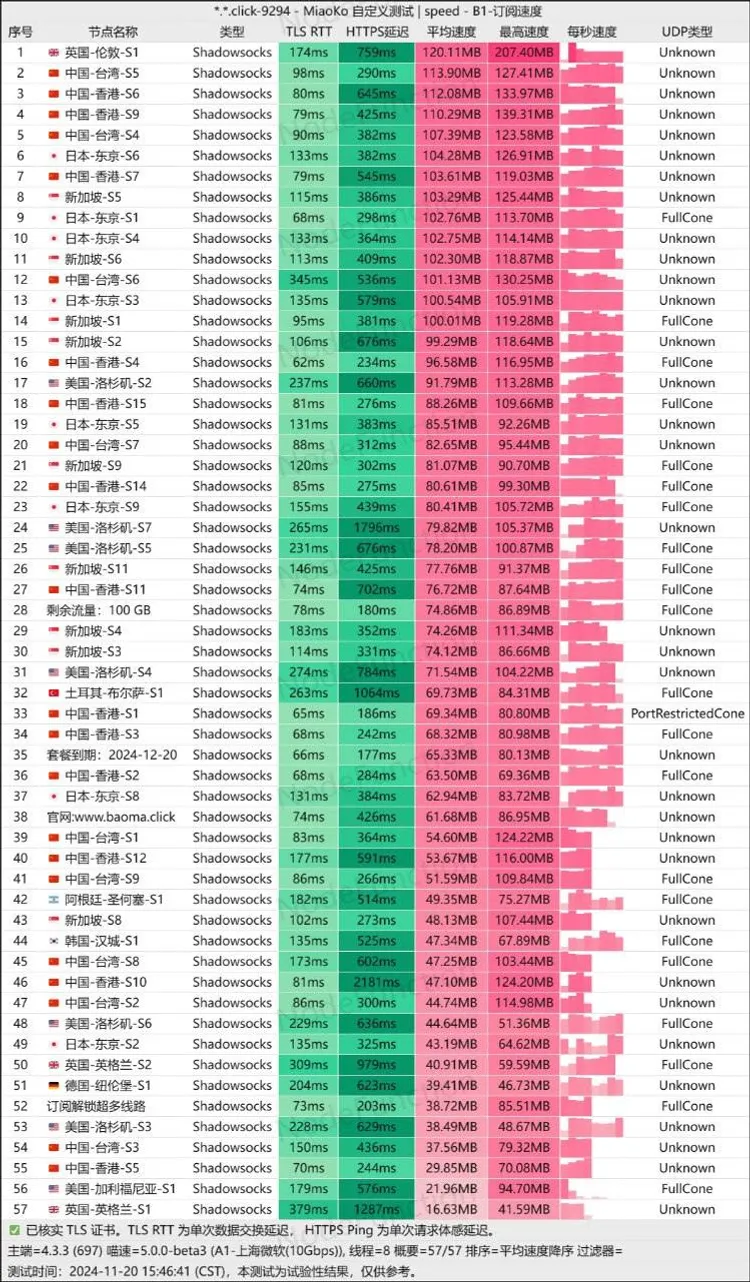 *.*.click-9294 - MiaoKo 自定义测试 | speed - B1-订阅速度
序号 节点名称 类型 TLS RTT HTTPS延迟 平均速度 最高速度 每秒速度 UDP类型
1 英国-伦敦-S1 Shadowsocks 174ms 759ms 120.11MB 207.40MB Unknown
2 中国-台湾-S5 Shadowsocks 98ms 290ms 113.90MB 127.41MB Unknown
3 中国-香港-S6 Shadowsocks 80ms 645ms 112.08MB 133.97MB Unknown
4 中国-香港-S9 Shadowsocks 79ms 425ms 110.29MB 139.31MB Unknown
5 中国-台湾-S4 Shadowsocks 90ms 382ms 107.39MB 123.58MB Unknown
6 日本-东京-S6 Shadowsocks 133ms 382ms 104.28MB 126.91MB Unknown
7 中国-香港-S7 Shadowsocks 79ms 545ms 103.61MB 119.03MB Unknown
8 新加坡-S5 Shadowsocks 115ms 386ms 103.29MB 125.44MB Unknown
9 日本-东京-S1 Shadowsocks 68ms 298ms 102.76MB 113.70MB FullCone
10 日本-东京-S4 Shadowsocks 133ms 364ms 102.75MB 114.14MB Unknown
11 新加坡-S6 Shadowsocks 113ms 409ms 102.30MB 118.87MB Unknown
12 中国-台湾-S6 Shadowsocks 345ms 536ms 101.13MB 130.25MB Unknown
13 日本-东京-S3 Shadowsocks 135ms 579ms 100.54MB 105.91MB Unknown
14 新加坡-S1 Shadowsocks 95ms 381ms 100.01MB 119.28MB FullCone
15 新加坡-S2 Shadowsocks 106ms 676ms 99.29MB 118.64MB Unknown
16 中国-香港-S4 Shadowsocks 62ms 234ms 96.58MB 116.95MB FullCone
17 美国-洛杉矶-S2 Shadowsocks 237ms 660ms 91.79MB 113.28MB Unknown
18 中国-香港-S15 Shadowsocks 81ms 276ms 88.26MB 109.66MB FullCone
19 日本-东京-S5 Shadowsocks 131ms 383ms 85.51MB 92.26MB Unknown
20 中国-台湾-S7 Shadowsocks 88ms 312ms 82.65MB 95.44MB Unknown
21 新加坡-S9 Shadowsocks 120ms 302ms 81.07MB 90.70MB FullCone
22 中国-香港-S14 Shadowsocks 85ms 275ms 80.61MB 99.30MB FullCone
23 日本-东京-S9 Shadowsocks 155ms 439ms 80.41MB 105.72MB FullCone
24 美国-洛杉矶-S7 Shadowsocks 265ms 1796ms 79.82MB 105.37MB Unknown
25 美国-洛杉矶-S5 Shadowsocks 231ms 676ms 78.20MB 100.87MB FullCone
26 新加坡-S11 Shadowsocks 146ms 425ms 77.76MB 91.37MB FullCone
27 中国-香港-S11 Shadowsocks 74ms 702ms 76.72MB 87.64MB FullCone
28 剩余流量：100 GB Shadowsocks 78ms 180ms 74.86MB 86.89MB FullCone
29 新加坡-S4 Shadowsocks 183ms 352ms 74.26MB 111.34MB Unknown
30 新加坡-S3 Shadowsocks 114ms 331ms 74.12MB 86.66MB Unknown
31 美国-洛杉矶-S4 Shadowsocks 274ms 784ms 71.54MB 104.22MB Unknown
32 土耳其-布尔萨-S1 Shadowsocks 263ms 1064ms 69.73MB 84.31MB FullCone
33 中国-香港-S1 Shadowsocks 65ms 186ms 69.34MB 80.80MB PortRestrictedCone
34 中国-香港-S3 Shadowsocks 68ms 242ms 68.32MB 80.98MB FullCone
35 套餐到期：2024-12-20 Shadowsocks 66ms 177ms 65.33MB 80.13MB Unknown
36 中国-香港-S2 Shadowsocks 68ms 284ms 63.50MB 69.36MB FullCone
37 日本-东京-S8 Shadowsocks 131ms 384ms 62.94MB 83.72MB Unknown
38 官网:www.baoma.click Shadowsocks 74ms 426ms 61.68MB 86.95MB Unknown
39 中国-台湾-S1 Shadowsocks 83ms 364ms 54.60MB 124.22MB Unknown
40 中国-香港-S12 Shadowsocks 177ms 591ms 53.67MB 116.00MB Unknown
41 中国-台湾-S9 Shadowsocks 86ms 266ms 51.59MB 109.84MB FullCone
42 阿根廷-圣何塞-S1 Shadowsocks 182ms 514ms 49.35MB 75.27MB FullCone
43 新加坡-S8 Shadowsocks 102ms 273ms 48.13MB 107.44MB Unknown
44 韩国-汉城-S1 Shadowsocks 135ms 525ms 47.34MB 67.89MB FullCone
45 中国-台湾-S8 Shadowsocks 173ms 602ms 47.25MB 103.44MB FullCone
46 中国-香港-S10 Shadowsocks 81ms 2181ms 47.10MB 124.20MB Unknown
47 中国-台湾-S2 Shadowsocks 86ms 300ms 44.74MB 114.98MB Unknown
48 美国-洛杉矶-S6 Shadowsocks 229ms 636ms 44.64MB 51.36MB FullCone
49 日本-东京-S2 Shadowsocks 135ms 325ms 43.19MB 64.62MB Unknown
50 英国-英格兰-S2 Shadowsocks 309ms 979ms 40.91MB 59.59MB FullCone
51 德国-纽伦堡-S1 Shadowsocks 204ms 623ms 39.41MB 46.73MB Unknown
52 订阅解锁超多线路 Shadowsocks 73ms 203ms 38.72MB 85.51MB FullCone
53 美国-洛杉矶-S3 Shadowsocks 228ms 629ms 38.49MB 48.67MB Unknown
54 中国-台湾-S3 Shadowsocks 150ms 436ms 37.56MB 79.32MB Unknown
55 中国-香港-S5 Shadowsocks 70ms 244ms 29.85MB 70.08MB Unknown
56 美国-加利福尼亚-S1 Shadowsocks 179ms 576ms 21.96MB 94.70MB FullCone
57 英国-英格兰-S1 Shadowsocks 379ms 1287ms 16.63MB 41.59MB Unknown
已核实 TLS 证书。TLS RTT 为单次数据交换延迟， HTTPS Ping 为单次请求体感延迟。
主端=4.3.3 (697) 喵速=5.0.0-beta3 (A1-上海微软(10Gbps)), 线程=8 概要=57/57 排序=平均速度降序 过滤器=
测试时间：2024-11-20 15:46:41 (CST)，本测试为试验性结果，仅供参考。